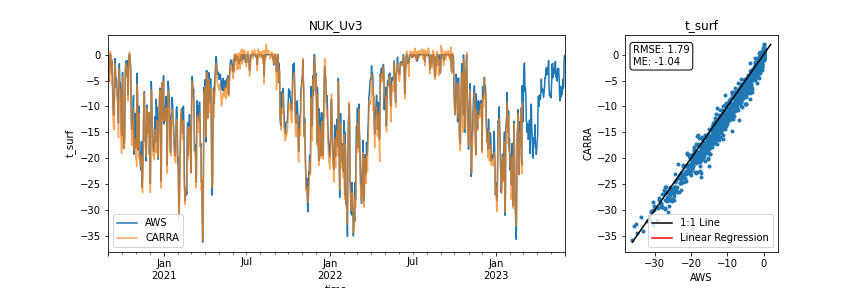 NUK_Uv3
t_surf
0
−5
−10
−15
−20
−25
−30
−35
t_surf
AWS
CARRA
Jan
2021
Jul
Jan
2022
Jul
Jan
2023
time
t_surf
RMSE: 1.79
ME: -1.04
0
−5
−10
−15
−20
−25
−30
−35
CARRA
1:1 Line
Linear Regression
−30
−20
−10
0
AWS